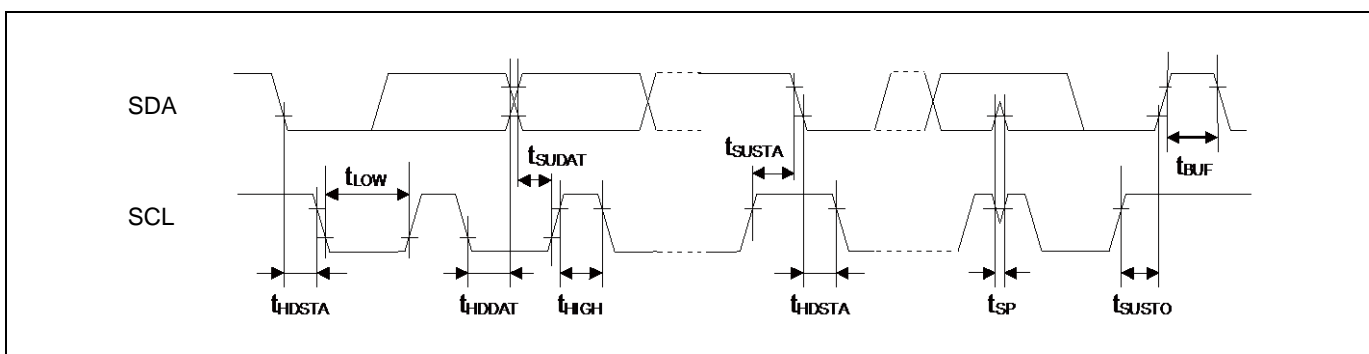 SDA
tSUDAT
tSUSTA
tBUF
tLOW
SCL
tHDSTA
tHDDAT
tHIGH
tHDSTA
tSP
tSUSTO